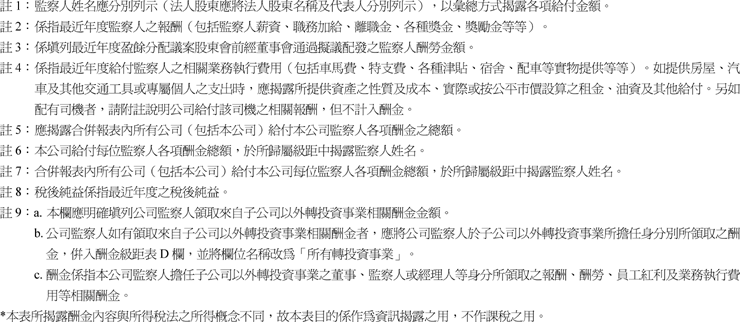 註 1：監察人姓名應分別列示（法人股東應將法人股東名稱及代表人分別列示），以彙總方式揭露各項給付金額。
註 2：係指最近年度監察人之報酬（包括監察人薪資、職務加給、離職金、各種獎金、獎勵金等等）。
註 3：係填列最近年度盈餘分配議案股東會前經董事會通過擬議配發之監察人酬勞金額。
註 4：係指最近年度給付監察人之相關業務執行費用（包括車馬費、特支費、各種津貼、宿舍、配車等實物提供等等）。如提供房屋、汽
車及其他交通工具或專屬個人之支出時，應揭露所提供資產之性質及成本、實際或按公平市價設算之租金、油資及其他給付。另如
配有司機者，請附註說明公司給付該司機之相關報酬，但不計入酬金。
註 5：應揭露合併報表內所有公司（包括本公司）給付本公司監察人各項酬金之總額。
註 6：本公司給付每位監察人各項酬金總額，於所歸屬級距中揭露監察人姓名。
註 7：合併報表內所有公司（包括本公司）給付本公司每位監察人各項酬金總額，於所歸屬級距中揭露監察人姓名。
註 8：稅後純益係指最近年度之稅後純益。
註 9：a. 本欄應明確填列公司監察人領取來自子公司以外轉投資事業相關酬金金額。
b. 公司監察人如有領取來自子公司以外轉投資事業相關酬金者，應將公司監察人於子公司以外轉投資事業所擔任身分別所領取之酬
金，併入酬金級距表 D 欄，並將欄位名稱改為「所有轉投資事業」。
c. 酬金係指本公司監察人擔任子公司以外轉投資事業之董事、監察人或經理人等身分所領取之報酬、酬勞、員工紅利及業務執行費
用等相關酬金。
*本表所揭露酬金內容與所得稅法之所得概念不同，故本表目的係作為資訊揭露之用，不作課稅之用。